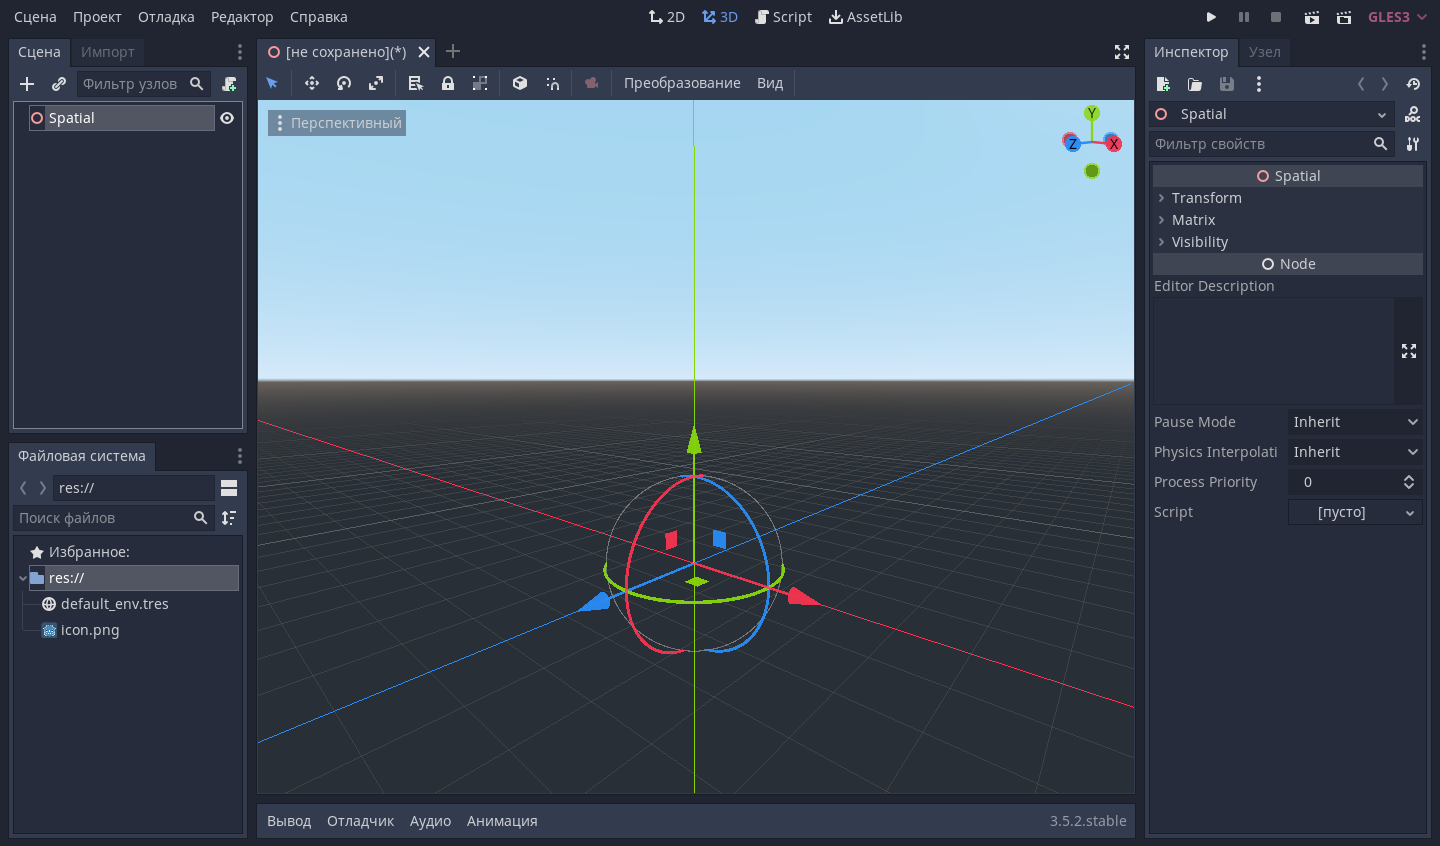 Сцена Проект Отладка Редактор Справка 2D 3D Script AssetLib GLES3
Сцена Импорт
Фильтр узлов
Spatial
Файловая система
res://
Поиск файлов
Избранное:
res://
default_env.tres
icon.png
[не сохранено](*)
Преобразование Вид
Перспективный
Y
Z X
Вывод Отладчик Аудио Анимация 3.5.2.stable
Инспектор Узел
Spatial
DOC
Фильтр свойств
Spatial
Transform
Matrix
Visibility
Node
Editor Description
Pause Mode Inherit
Physics Interpolati Inherit
Process Priority 0
Script [пусто]